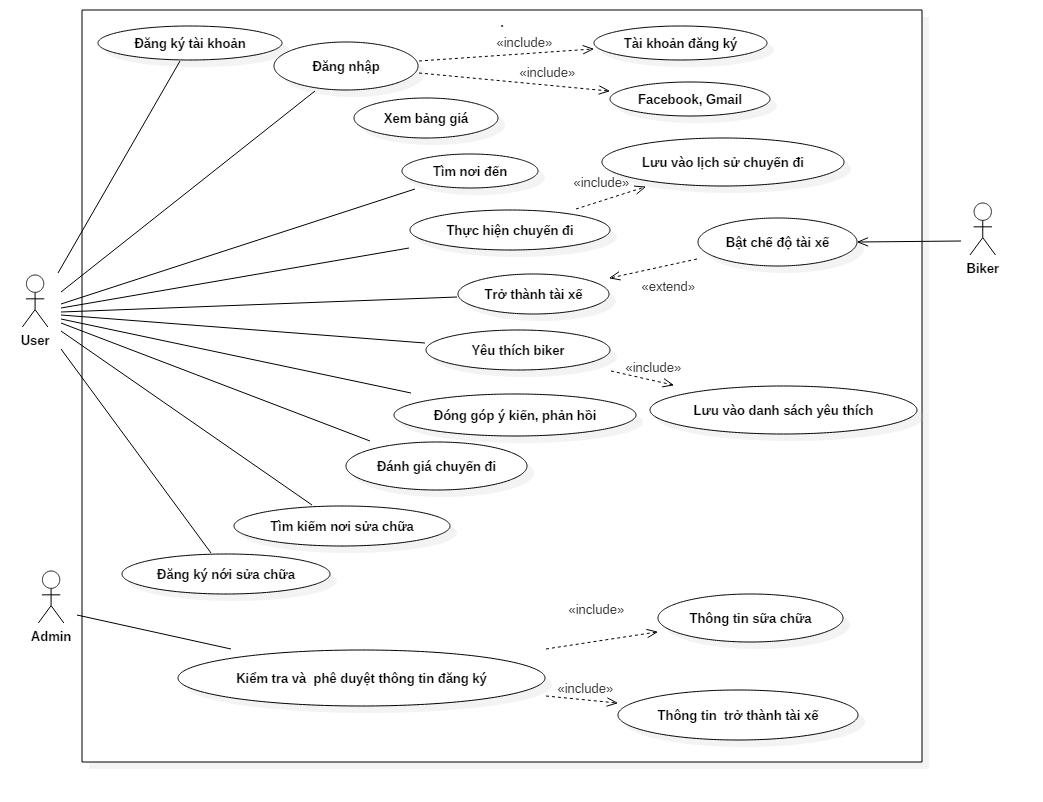 Đăng ký tài khoản
Đăng nhập
«include»
Tài khoản đăng ký
«include»
Facebook, Gmail
Xem bảng giá
Tìm nơi đến
Lưu vào lịch sử chuyến đi
«include»
Thực hiện chuyến đi
Bật chế độ tài xế
Biker
Trở thành tài xế
«extend»
User
Yêu thích biker
«include»
Đóng góp ý kiến, phản hồi
Lưu vào danh sách yêu thích
Đánh giá chuyến đi
Tìm kiếm nơi sửa chữa
Đăng ký nới sửa chữa
Admin
«include»
Thông tin sữa chữa
Kiểm tra và  phê duyệt thông tin đăng ký
«include»
Thông tin  trở thành tài xế